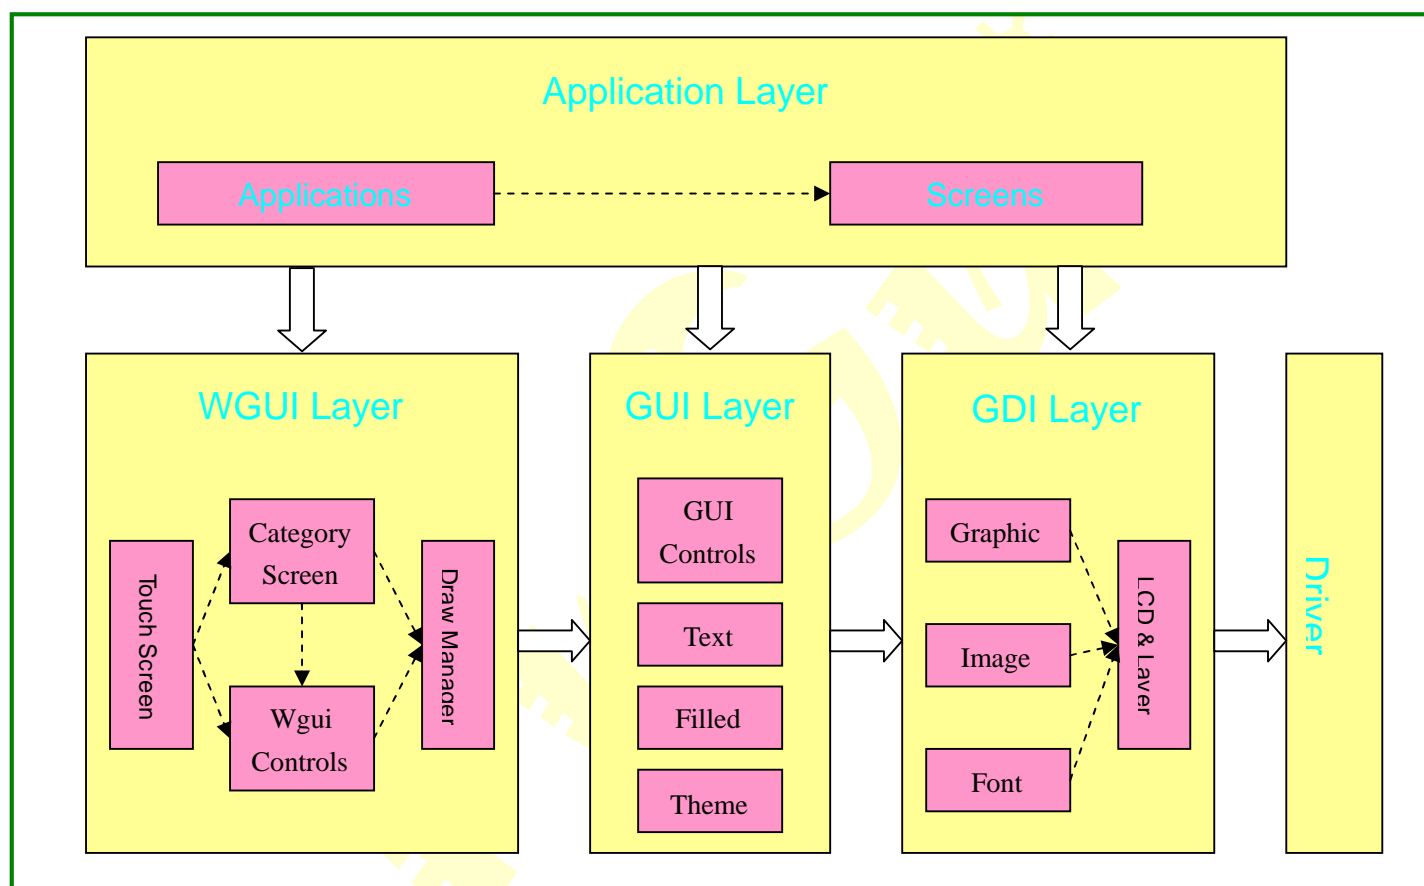 Application Layer
Applications
Screens
WGUI Layer
Touch Screen
Category
Screen
Wgui
Controls
Draw Manager
GUI Layer
GUI
Controls
Text
Filled
Theme
GDI Layer
Graphic
Image
Font
LCD & Layer
Driver